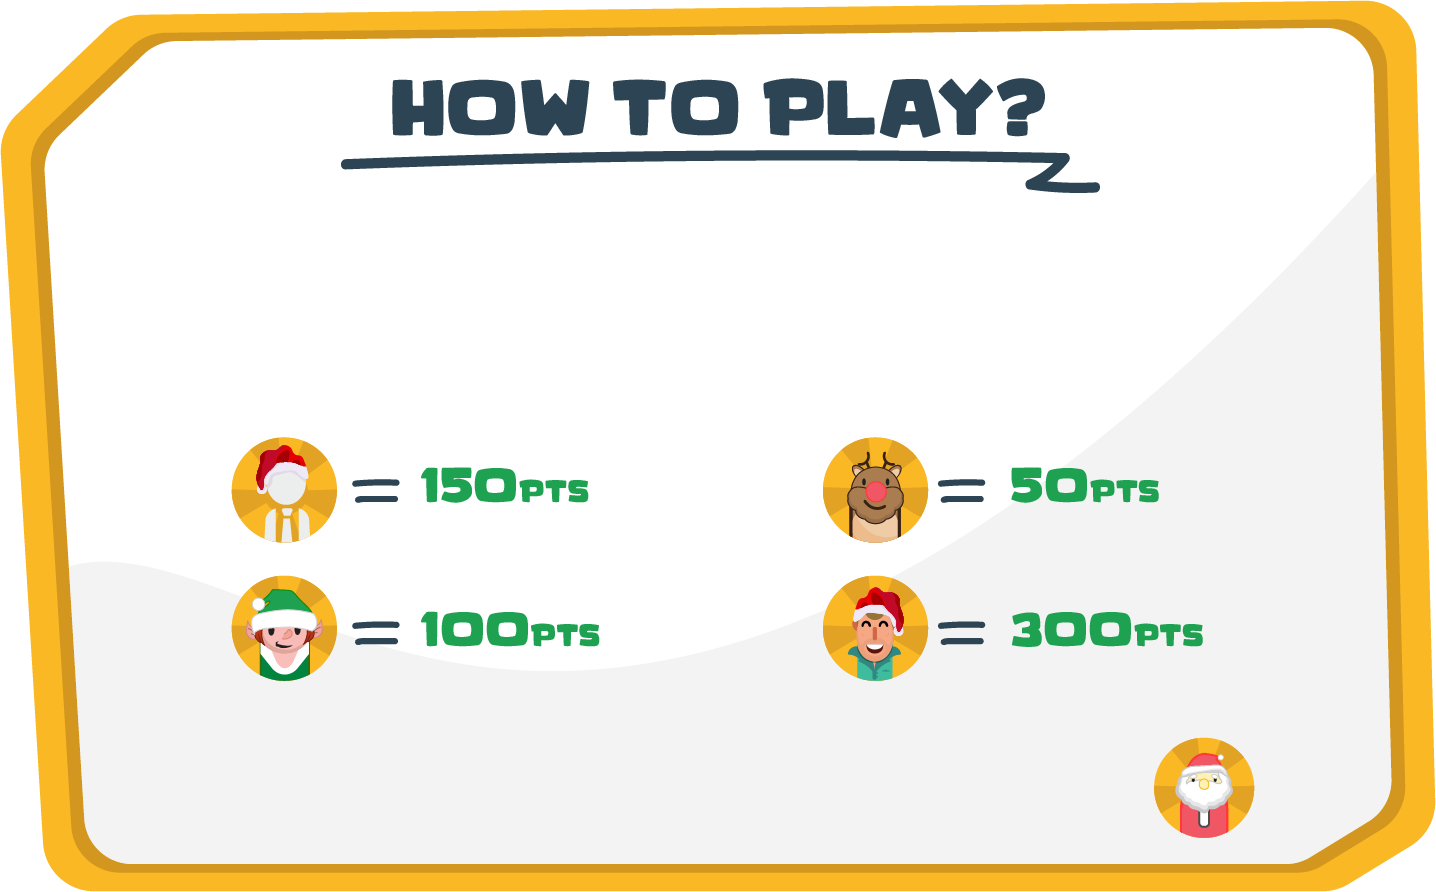 HOW TO PLAY?
= 150PTS
= 50PTS
= 100PTS
= 300PTS